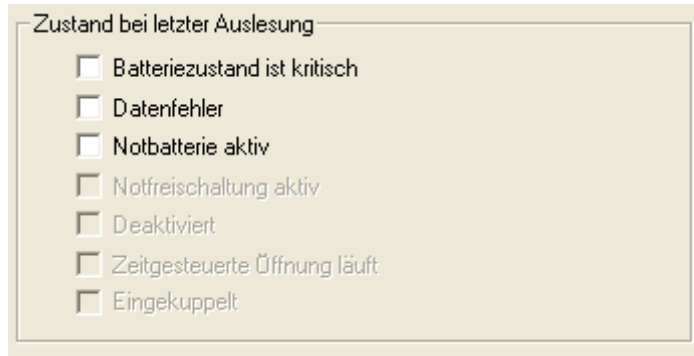 Zustand bei letzter Auslesung
Batteriezustand ist kritisch
Datenfehler
Notbatterie aktiv
Notfreischaltung aktiv
Deaktiviert
Zeitgesteuerte Öffnung läuft
Eingekuppelt